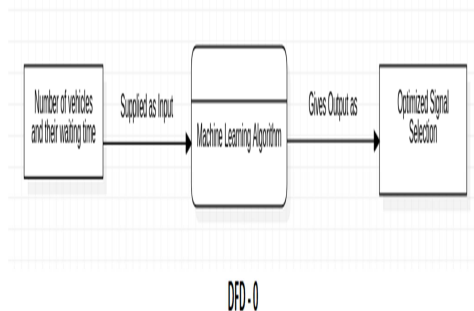 Number of vehicles
and their waiting time
Supplied as Input
Machine Learning Algorithm
Gives Output as
Optimized Signal
Selection
DFD - 0